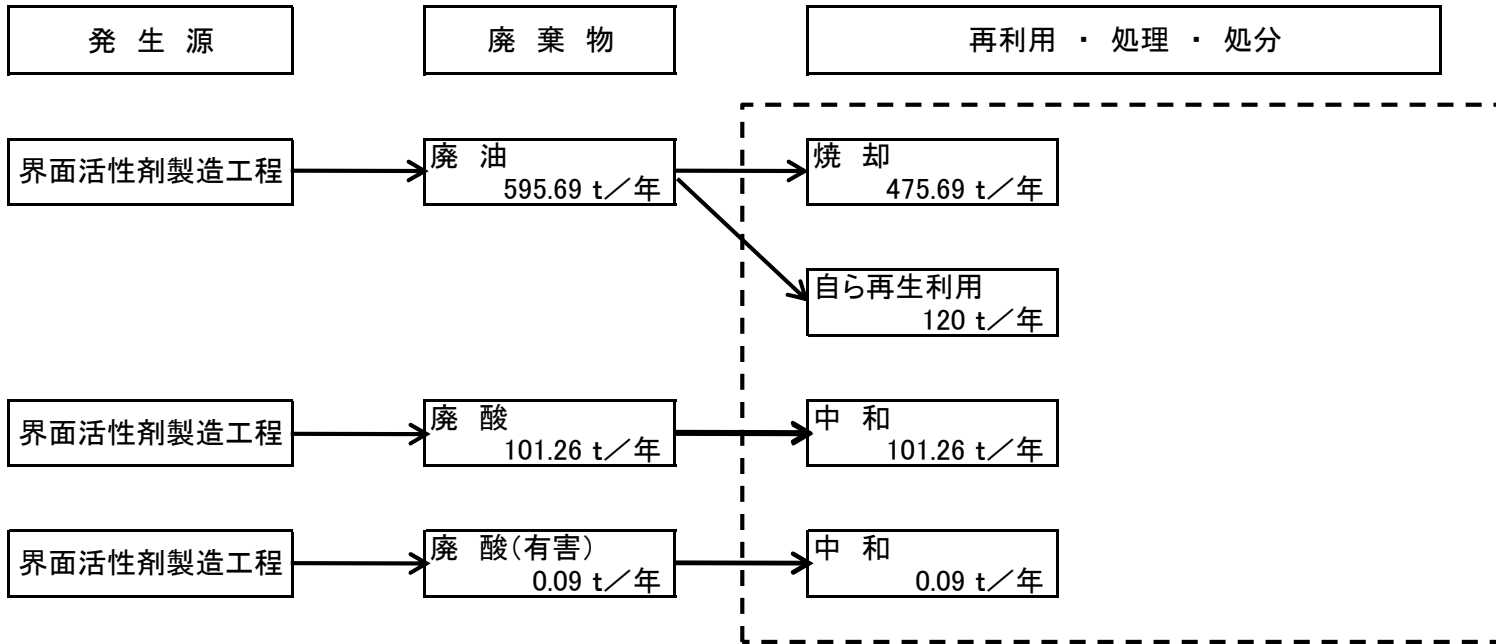 発 生 源
廃 棄 物
再利用 ・ 処理 ・ 処分
界面活性剤製造工程
廃 油
595.69 t／年
焼 却
475.69 t／年
自ら再生利用
120 t／年
界面活性剤製造工程
廃 酸
101.26 t／年
中 和
101.26 t／年
界面活性剤製造工程
廃 酸(有害)
0.09 t／年
中 和
0.09 t／年